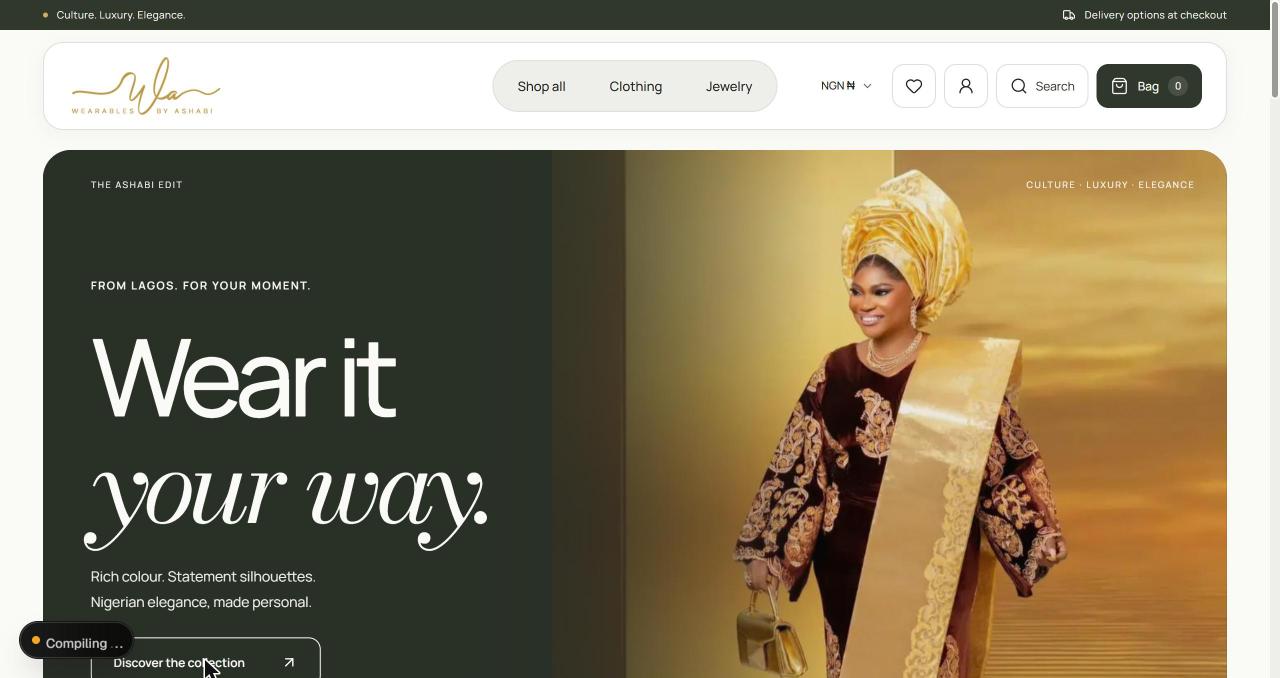 Culture. Luxury. Elegance.
Delivery options at checkout
Wla
WEARABLES BY ASHABI
Shop all
Clothing
Jewelry
NGN ₦
Search
Bag
0
THE ASHABI EDIT
CULTURE · LUXURY · ELEGANCE
FROM LAGOS. FOR YOUR MOMENT.
Wear it
your way.
Rich colour. Statement silhouettes.
Nigerian elegance, made personal.
Compiling ...
Discover the collection